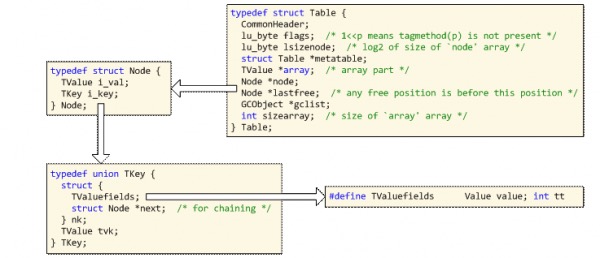 typedef struct Table {
CommonHeader;
lu_byte flags; /* 1<<p means tagmethod(p) is not present */
lu_byte lsizenode; /* log2 of size of `node' array */
struct Table *metatable;
TValue *array; /* array part */
Node *node;
Node *lastfree; /* any free position is before this position */
GCObject *gclist;
int sizearray; /* size of `array' array */
} Table;
typedef struct Node {
TValue i_val;
TKey i_key;
} Node;
typedef union TKey {
struct {
TValuefields;
struct Node *next; /* for chaining */
} nk;
TValue tvk;
} TKey;
#define TValuefields Value value; int tt